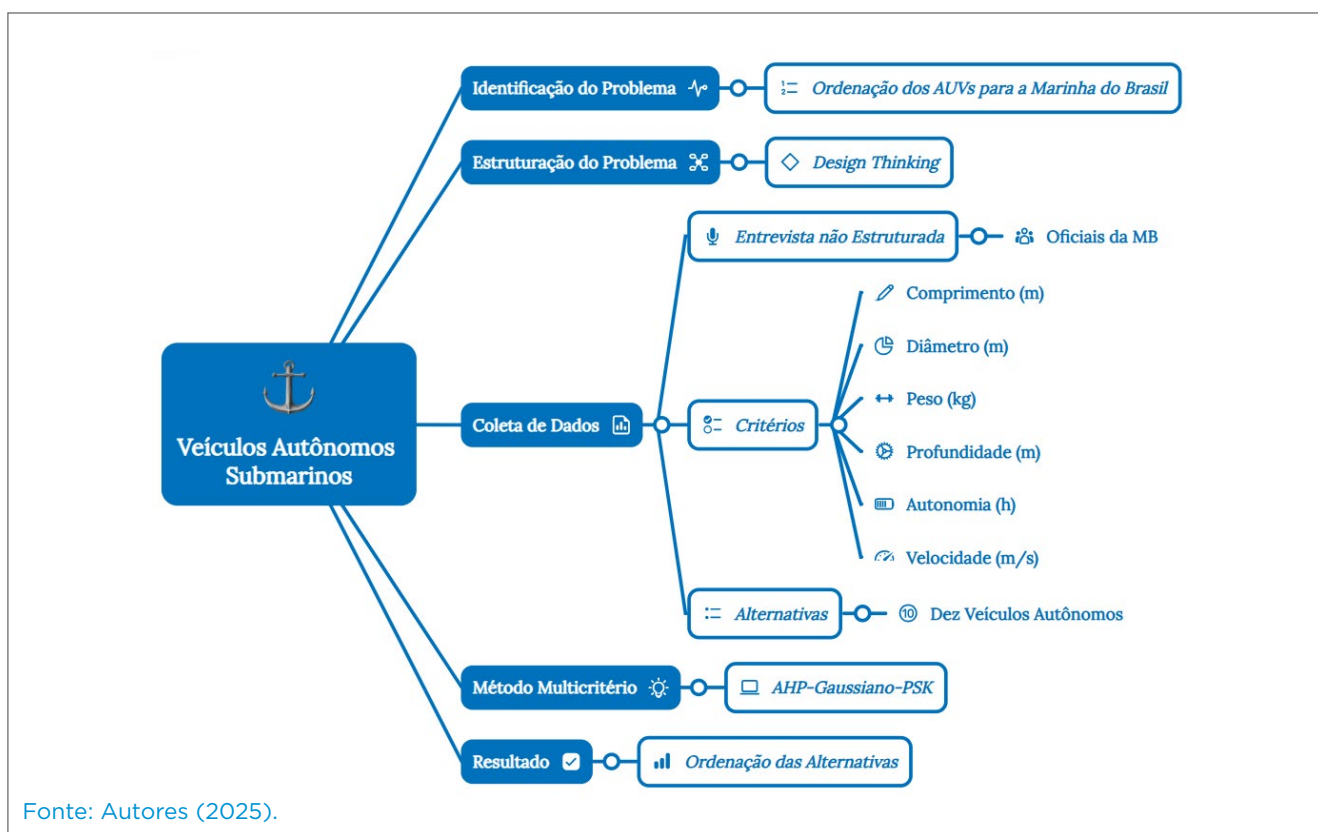 Identificação do Problema
Ordenação dos AUVs para a Marinha do Brasil
Estruturação do Problema
Design Thinking
Veículos Autônomos
Submarinos
Coleta de Dados
Entrevista não Estruturada
Oficiais da MB
Critérios
Comprimento (m)
Diâmetro (m)
Peso (kg)
Profundidade (m)
Autonomia (h)
Velocidade (m/s)
Alternativas
10 Dez Veículos Autônomos
Método Multicritério
AHP-Gaussiano-PSK
Resultado
Ordenação das Alternativas
Fonte: Autores (2025).